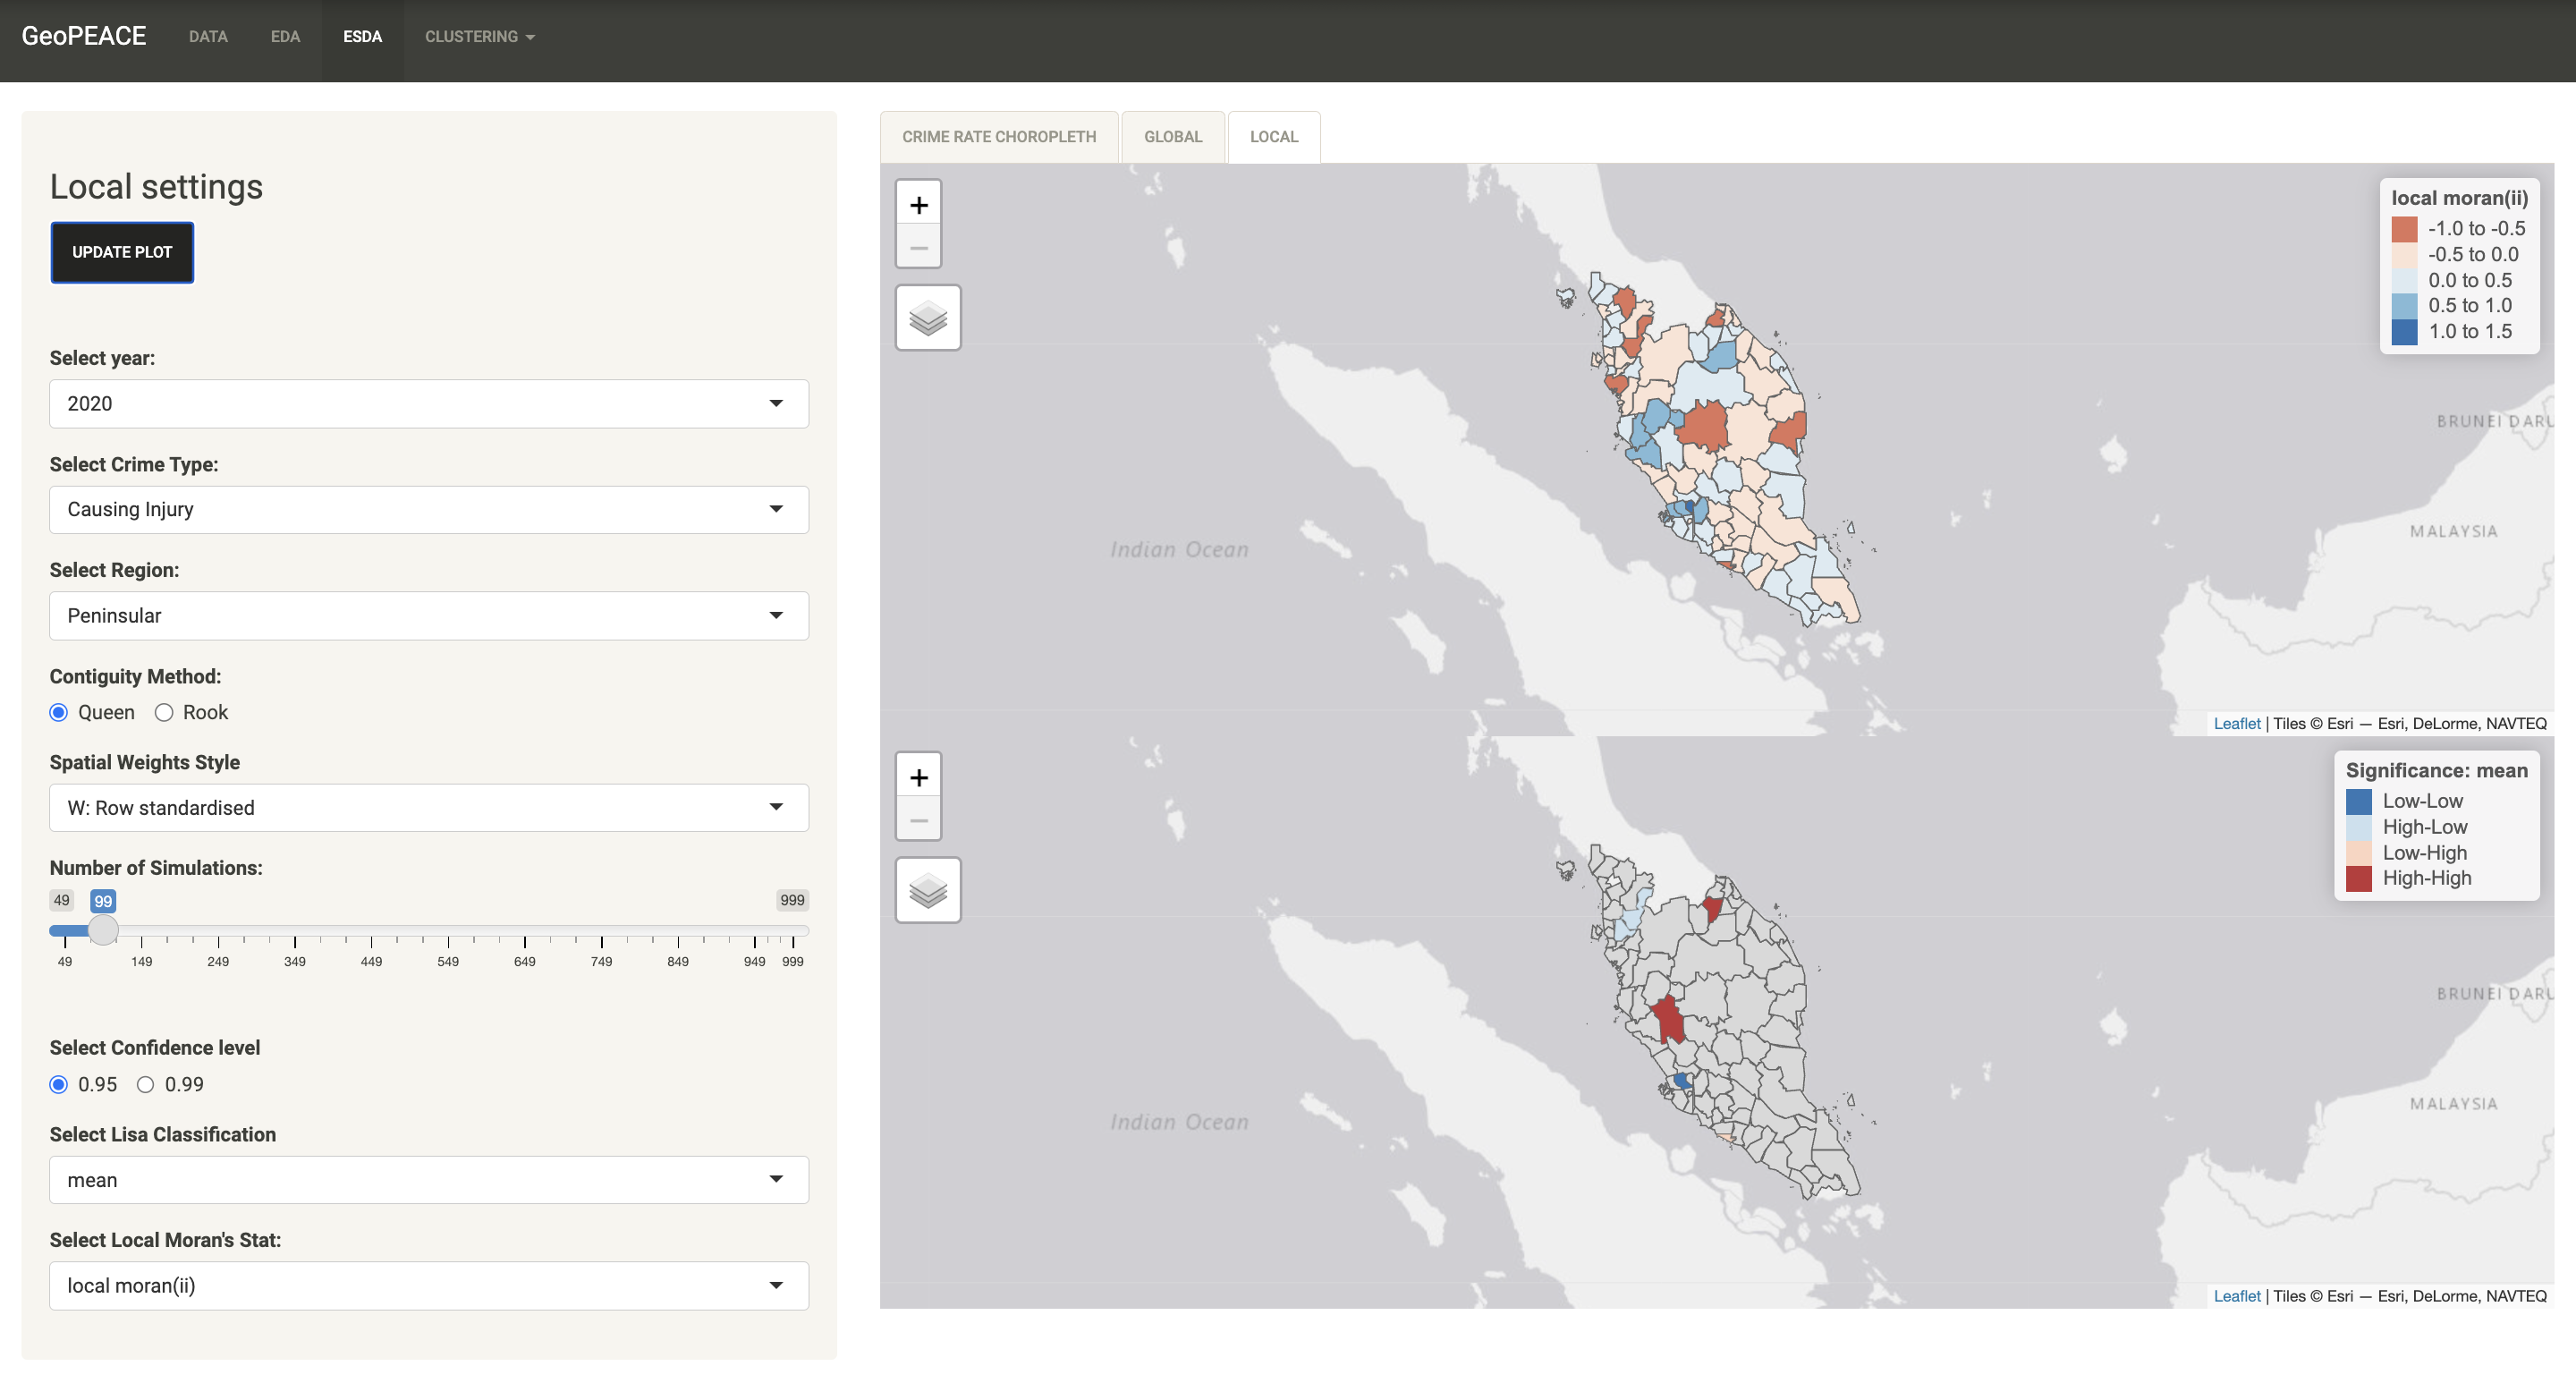 GeoPEACE DATA EDA ESDA CLUSTERING
Local settings
UPDATE PLOT
Select year:
2020
Select Crime Type:
Causing Injury
Select Region:
Peninsular
Contiguity Method:
Queen Rook
Spatial Weights Style
W: Row standardised
Number of Simulations:
49 99 999
49 149 249 349 449 549 649 749 849 949 999
Select Confidence level
0.95 0.99
Select Lisa Classification
mean
Select Local Moran's Stat:
local moran(ii)
CRIME RATE CHOROPLETH GLOBAL LOCAL
+
−
local moran(ii)
-1.0 to -0.5
-0.5 to 0.0
0.0 to 0.5
0.5 to 1.0
1.0 to 1.5
BRUNEI DARU
MALAYSIA
Indian Ocean
Leaflet | Tiles © Esri — Esri, DeLorme, NAVTEQ
+
−
Significance: mean
Low-Low
High-Low
Low-High
High-High
BRUNEI DARU
MALAYSIA
Indian Ocean
Leaflet | Tiles © Esri — Esri, DeLorme, NAVTEQ